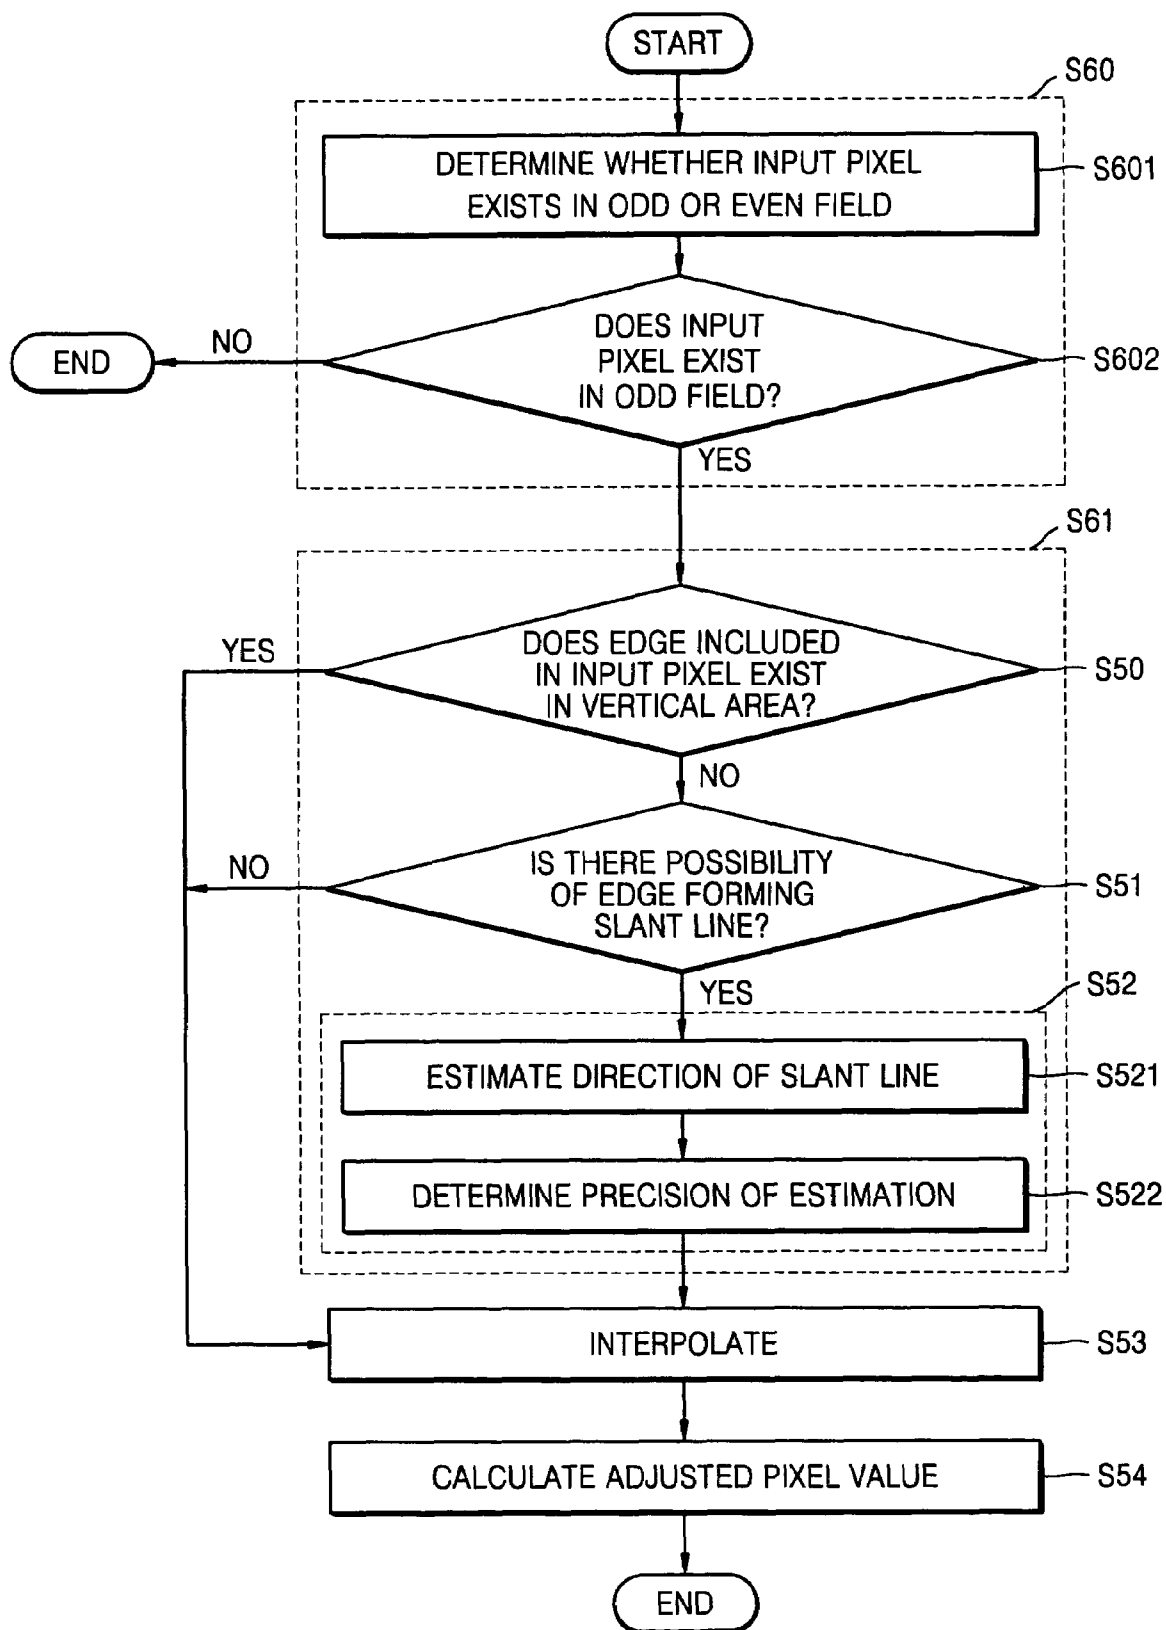 START
S60
DETERMINE WHETHER INPUT PIXEL
EXISTS IN ODD OR EVEN FIELD
S601
DOES INPUT
PIXEL EXIST
IN ODD FIELD?
S602
NO
END
YES
S61
DOES EDGE INCLUDED
IN INPUT PIXEL EXIST
IN VERTICAL AREA?
S50
YES
NO
IS THERE POSSIBILITY
OF EDGE FORMING
SLANT LINE?
S51
NO
YES
S52
ESTIMATE DIRECTION OF SLANT LINE
S521
DETERMINE PRECISION OF ESTIMATION
S522
INTERPOLATE
S53
CALCULATE ADJUSTED PIXEL VALUE
S54
END